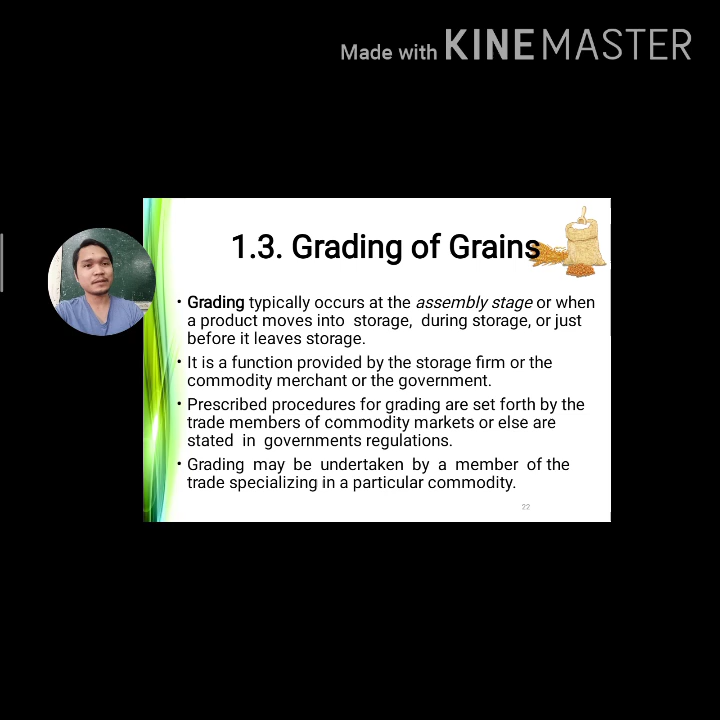 Made with KINEMASTER
1.3. Grading of Grains
• Grading typically occurs at the assembly stage or when
a product moves into storage, during storage, or just
before it leaves storage.
• It is a function provided by the storage firm or the
commodity merchant or the government.
• Prescribed procedures for grading are set forth by the
trade members of commodity markets or else are
stated in governments regulations.
• Grading may be undertaken by a member of the
trade specializing in a particular commodity.
22